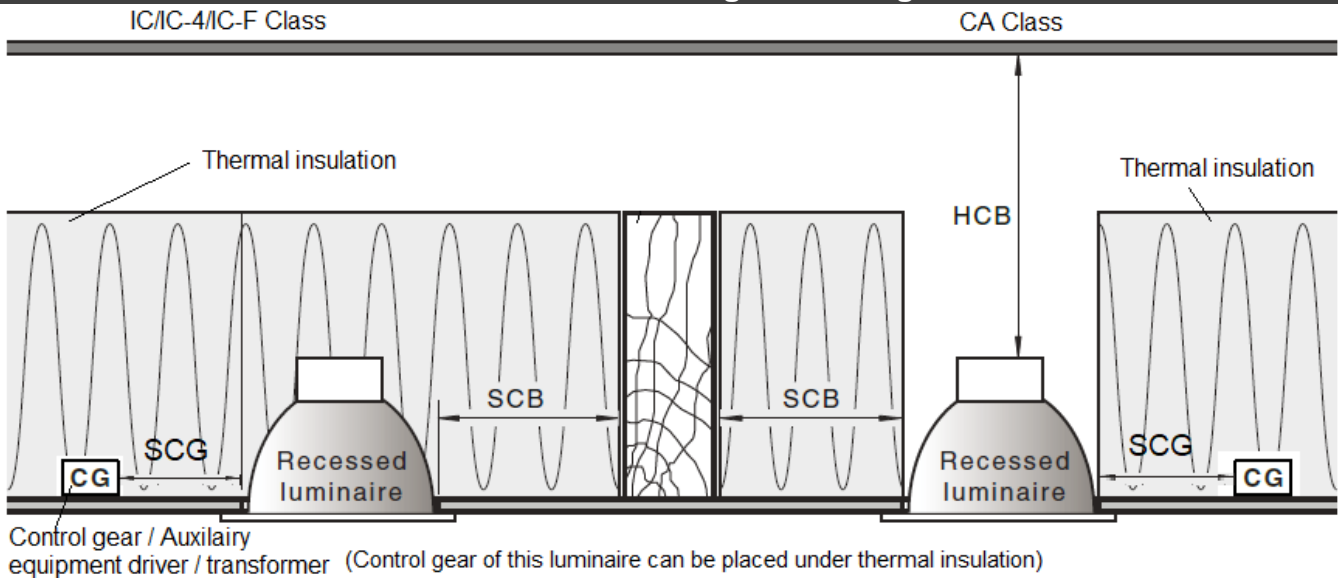 IC/IC-4/IC-F Class
CA Class
Thermal insulation
Thermal insulation
HCB
SCB
SCB
SCG
SCG
CG
Recessed
luminaire
Recessed
luminaire
CG
Control gear / Auxilairy
equipment driver / transformer
(Control gear of this luminaire can be placed under thermal insulation)